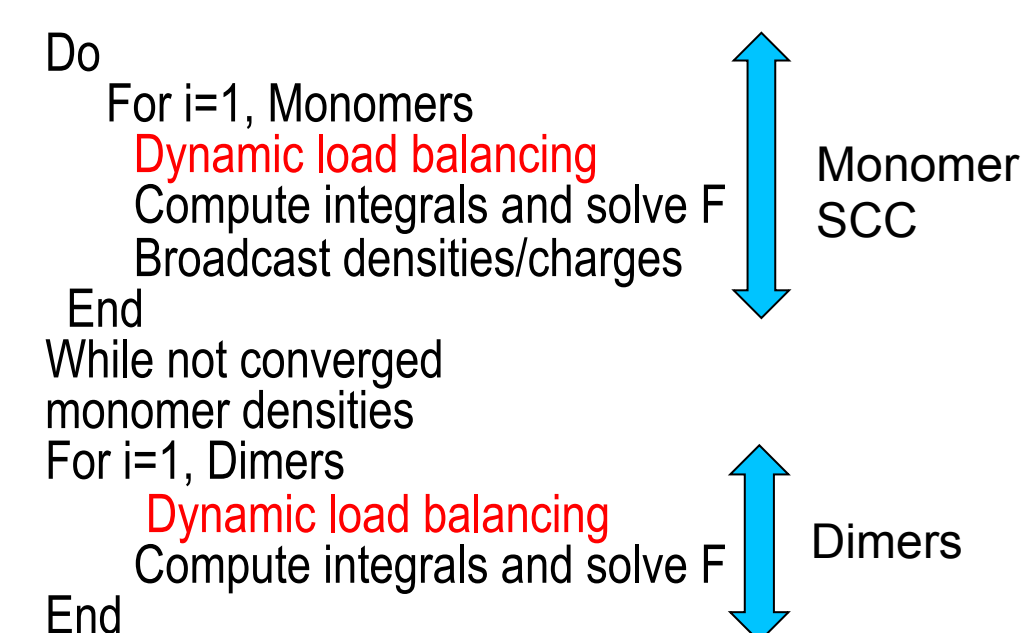 Do
For i=1, Monomers
Dynamic load balancing
Compute integrals and solve F
Broadcast densities/charges
End
While not converged
monomer densities
For i=1, Dimers
Dynamic load balancing
Compute integrals and solve F
End
Monomer
SCC
Dimers